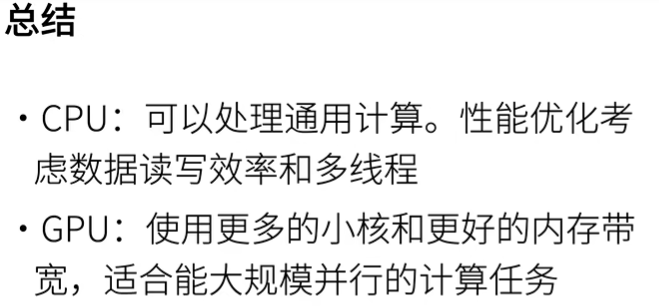 总结
• CPU：可以处理通用计算。性能优化考
虑数据读写效率和多线程
• GPU：使用更多的小核和更好的内存带
宽，适合能大规模并行的计算任务